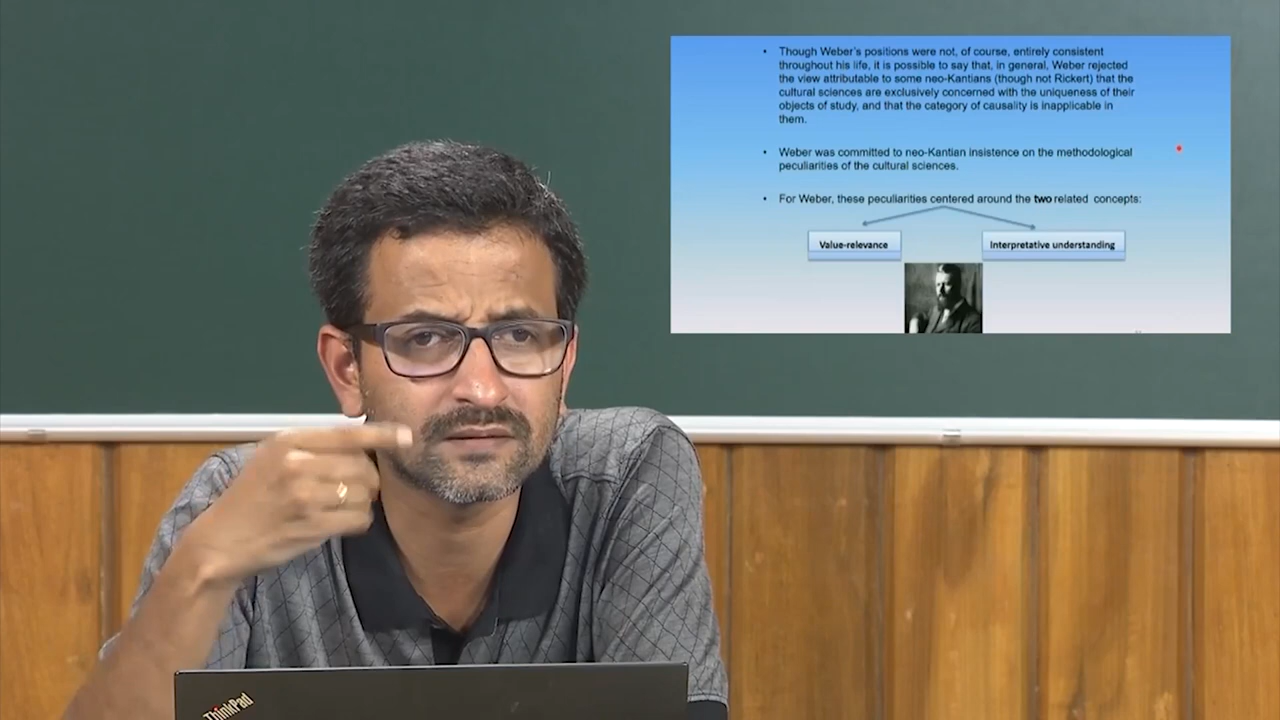 • Though Weber's positions were not, of course, entirely consistent
throughout his life, it is possible to say that, in general, Weber rejected
the view attributable to some neo-Kantians (though not Rickert) that the
cultural sciences are exclusively concerned with the uniqueness of their
objects of study, and that the category of causality is inapplicable in
them.
• Weber was committed to neo-Kantian insistence on the methodological
peculiarities of the cultural sciences.
• For Weber, these peculiarities centered around the two related concepts:
Value-relevance
Interpretative understanding
ThinkPad